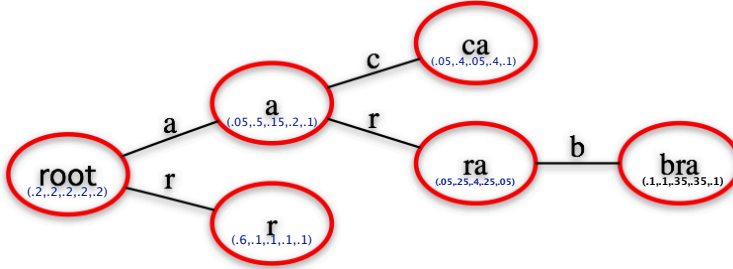 ca
(.05,.4,.05,.4,.1)
c
a
(.05,.5,.15,.2,.1)
a
r
b
root
(.2,.2,.2,.2,.2)
ra
(.05,.25,.4,.25,.05)
bra
(.1,.1,.35,.35,.1)
r
r
(.6,.1,.1,.1,.1)